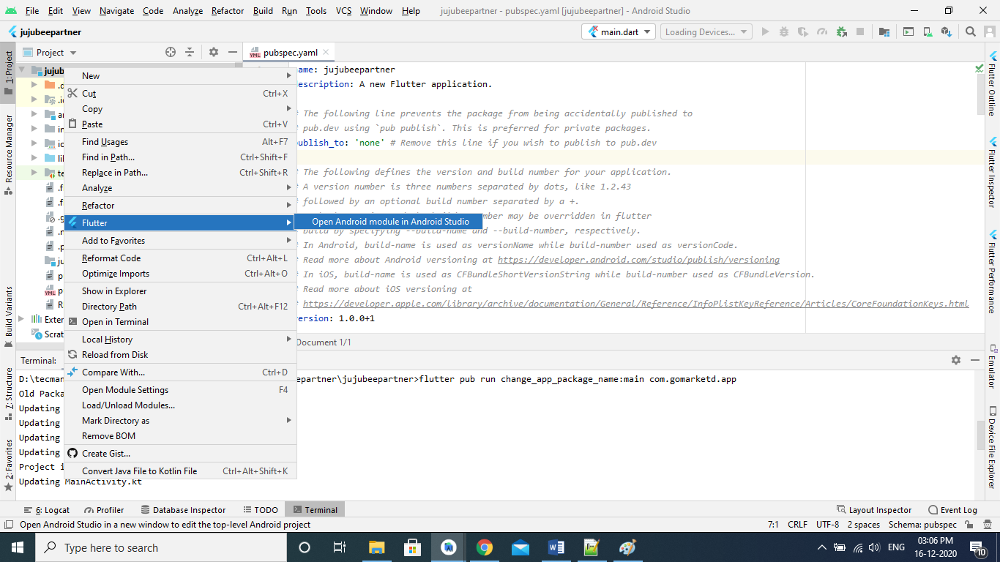 File Edit View Navigate Code Analyze Refactor Build Run Tools VCS Window Help jujubeepartner - pubspec.yaml [jujubeepartner] - Android Studio
jujubeepartner main.dart Loading Devices...
Project pubspec.yaml
1: Project
Resource Manager
Build Variants
7: Structure
2: Favorites
jujub
New
Cut Ctrl+X
Copy
Paste Ctrl+V
Find Usages Alt+F7
Find in Path... Ctrl+Shift+F
Replace in Path... Ctrl+Shift+R
Analyze
Refactor
Flutter
Open Android module in Android Studio
Add to Favorites
Reformat Code Ctrl+Alt+L
Optimize Imports Ctrl+Alt+O
Show in Explorer
Directory Path Ctrl+Alt+F12
Open in Terminal
Local History
Reload from Disk
Compare With... Ctrl+D
Open Module Settings F4
Load/Unload Modules...
Mark Directory as
Remove BOM
Create Gist...
Convert Java File to Kotlin File Ctrl+Alt+Shift+K
ame: jujubeepartner
escription: A new Flutter application.
# The following line prevents the package from being accidentally published to
# pub.dev using `pub publish`. This is preferred for private packages.
ublish_to: 'none' # Remove this line if you wish to publish to pub.dev
# The following defines the version and build number for your application.
# A version number is three numbers separated by dots, like 1.2.43
# followed by an optional build number separated by a +.
mber may be overridden in flutter
build by specifying --build-name and --build-number, respectively.
# In Android, build-name is used as versionName while build-number used as versionCode.
# Read more about Android versioning at https://developer.android.com/studio/publish/versioning
# In iOS, build-name is used as CFBundleShortVersionString while build-number used as CFBundleVersion.
# Read more about iOS versioning at
# https://developer.apple.com/library/archive/documentation/General/Reference/InfoPlistKeyReference/Articles/CoreFoundationKeys.html
ersion: 1.0.0+1
Document 1/1
Exter
Scrat
Terminal:
D:\tecman epartner\jujubeepartner>flutter pub run change_app_package_name:main com.gomarketd.app
Old Packa
Updating
Updating
Updating
Updating
Project i
Updating MainActivity.kt
Flutter Outline
Flutter Inspector
Flutter Performance
Emulator
Device File Explorer
6: Logcat Profiler Database Inspector TODO Terminal Layout Inspector Event Log
Open Android Studio in a new window to edit the top-level Android project 7:1 CRLF UTF-8 2 spaces Schema: pubspec
Type here to search ENG 03:06 PM
16-12-2020 10